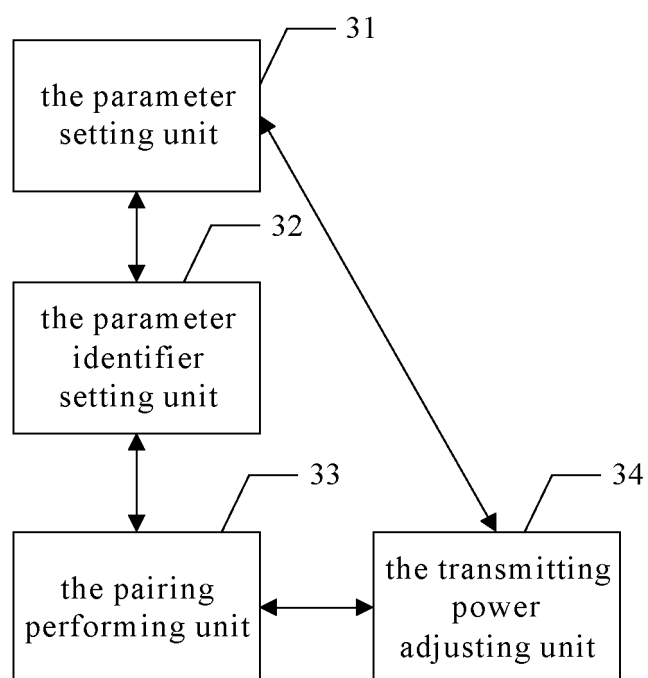 31
the parameter
setting unit
32
the parameter
identifier
setting unit
33
the pairing
performing unit
34
the transmitting
power
adjusting unit